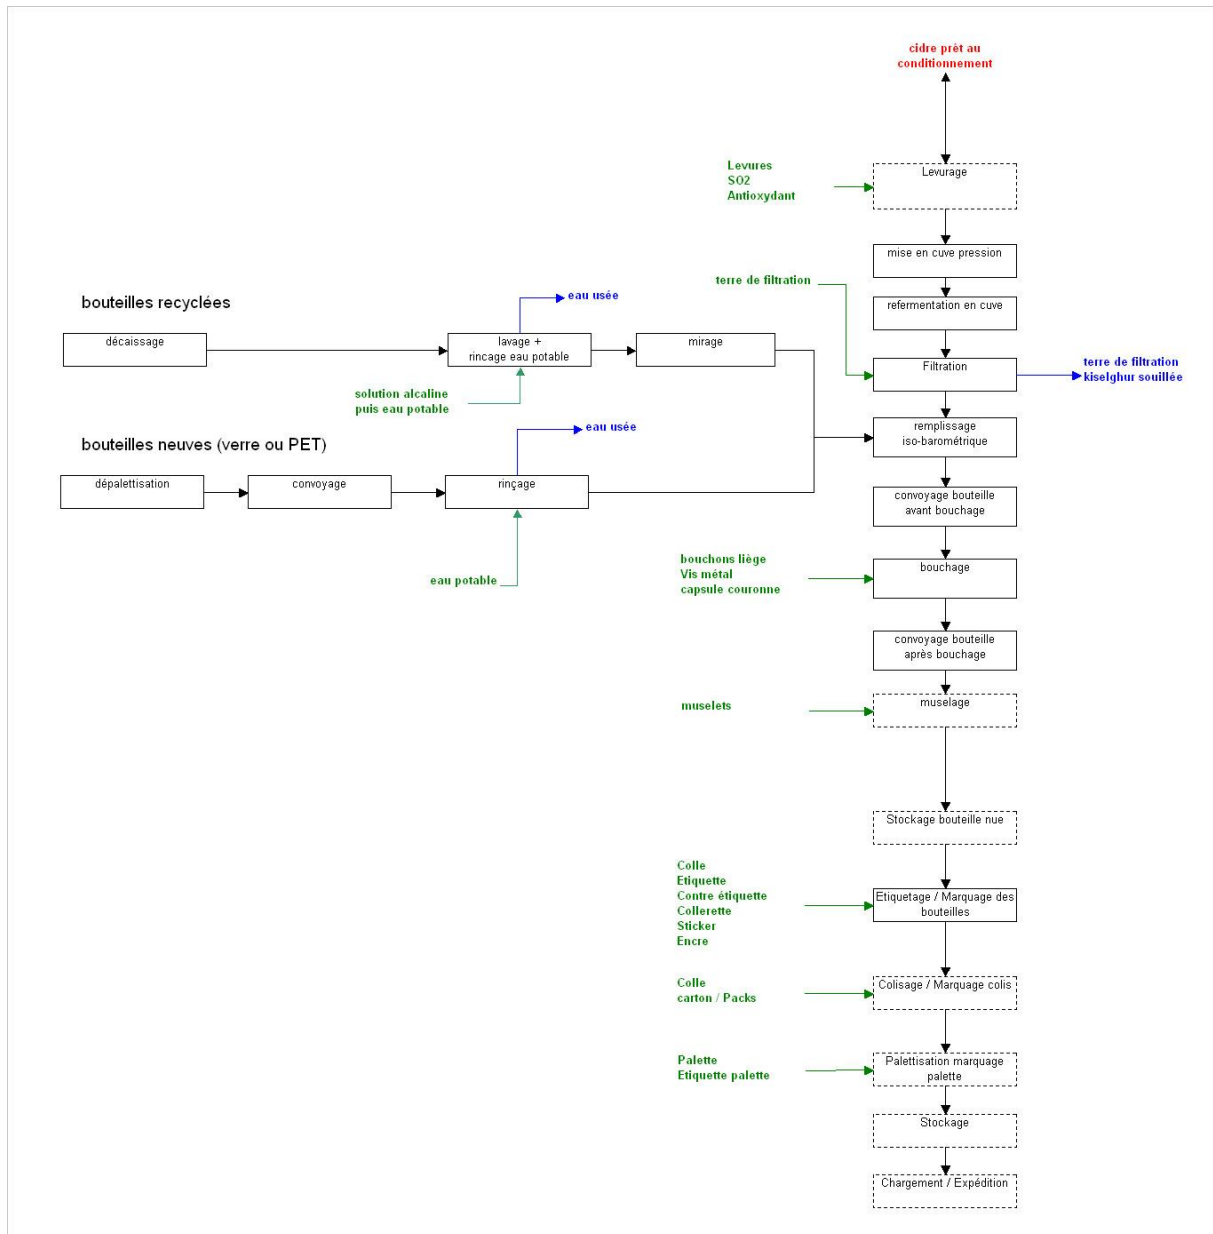 cidre prêt au
conditionnement
Levures
SO2
Antioxydant
Levurage
mise en cuve pression
terre de filtration
refermentation en cuve
bouteilles recyclées
eau usée
décaissage
lavage +
rincage eau potable
mirage
Filtration
terre de filtration
kiselghur souillée
solution alcaline
puis eau potable
bouteilles neuves (verre ou PET)
eau usée
remplissage
iso-barométrique
dépalettisation
convoyage
rinçage
convoyage bouteille
avant bouchage
eau potable
bouchons liège
Vis métal
capsule couronne
bouchage
convoyage bouteille
après bouchage
muselets
muselage
Stockage bouteille nue
Colle
Etiquette
Contre étiquette
Collerette
Sticker
Encre
Etiquetage / Marquage des
bouteilles
Colle
carton / Packs
Colisage / Marquage colis
Palette
Etiquette palette
Palettisation marquage
palette
Stockage
Chargement / Expédition